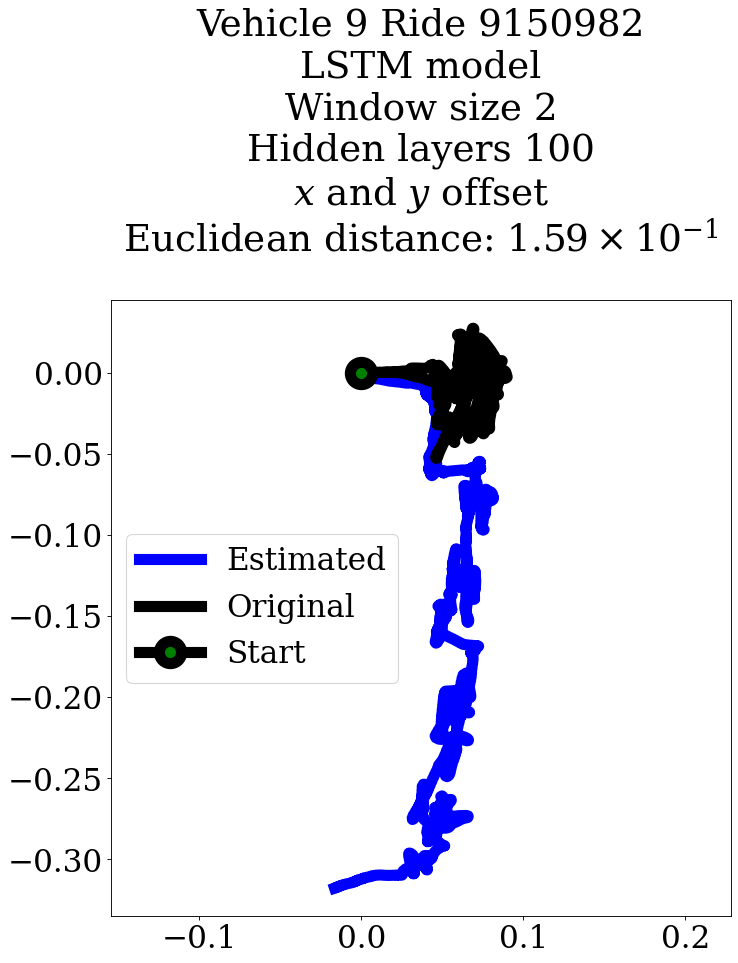 Vehicle 9 Ride 9150982
LSTM model
Window size 2
Hidden layers 100
x and y offset
Euclidean distance: 1.59 × 10⁻¹
0.00
−0.05
−0.10
−0.15
−0.20
−0.25
−0.30
Estimated
Original
Start
−0.1 0.0 0.1 0.2